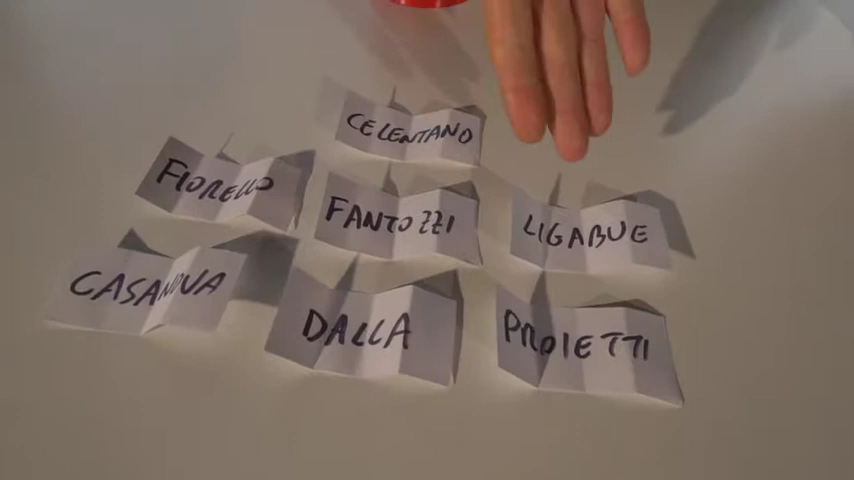 CELENTANO
FIORELLO
FANTOZZI
LIGABUE
CASANOVA
DALLA
PROIETTI